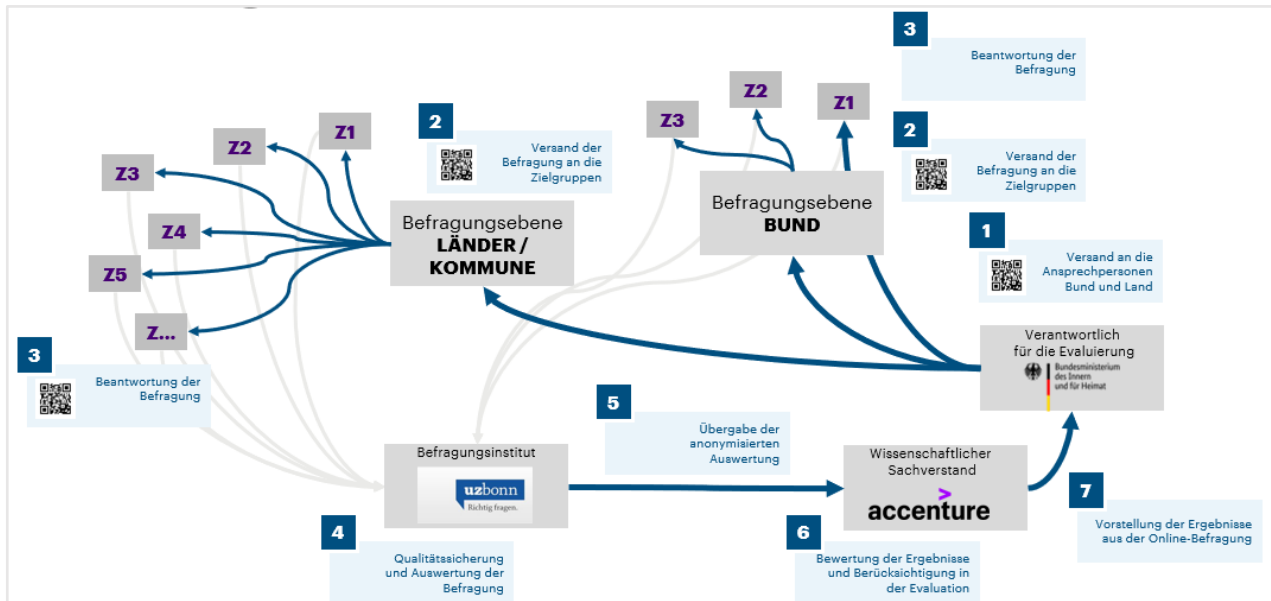 3
Beantwortung der
Befragung
Z1
Z2
Z3
Z1
Z2
Z3
Z4
Z5
Z...
2
Versand der
Befragung an die
Zielgruppen
2
Versand der
Befragung an die
Zielgruppen
Befragungsebene
LÄNDER /
KOMMUNE
Befragungsebene
BUND
1
Versand an die
Ansprechpersonen
Bund und Land
Verantwortlich
für die Evaluierung
Bundesministerium
des Innern
und für Heimat
3
Beantwortung der
Befragung
Befragungsinstitut
uzbonn
Richtig fragen.
4
Qualitätssicherung
und Auswertung der
Befragung
5
Übergabe der
anonymisierten
Auswertung
Wissenschaftlicher
Sachverstand
accenture
6
Bewertung der Ergebnisse
und Berücksichtigung in
der Evaluation
7
Vorstellung der Ergebnisse
aus der Online-Befragung